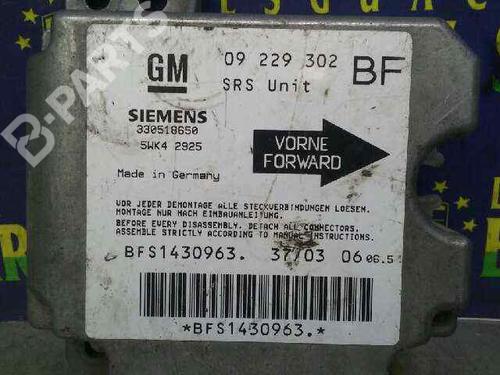 B-PARTS
GM
09 229 302
BF
SRS Unit
SIEMENS
330518650
5WK4 2925
VORNE
FORWARD
Made in Germany
VOR JEDER DEMONTAGE ALLE STECKVERBINDUNGEN LOESEN.
MONTAGE NUR NACH EINBAUANLEITUNG.
BEFORE EVERY DISASSEMBLY, DETACH ALL CONNECTORS.
ASSEMBLE STRICTLY ACCORDING TO MANUAL INSTRUCTIONS.
BFS1430963. 37/03 06 06.5
*BFS1430963.*